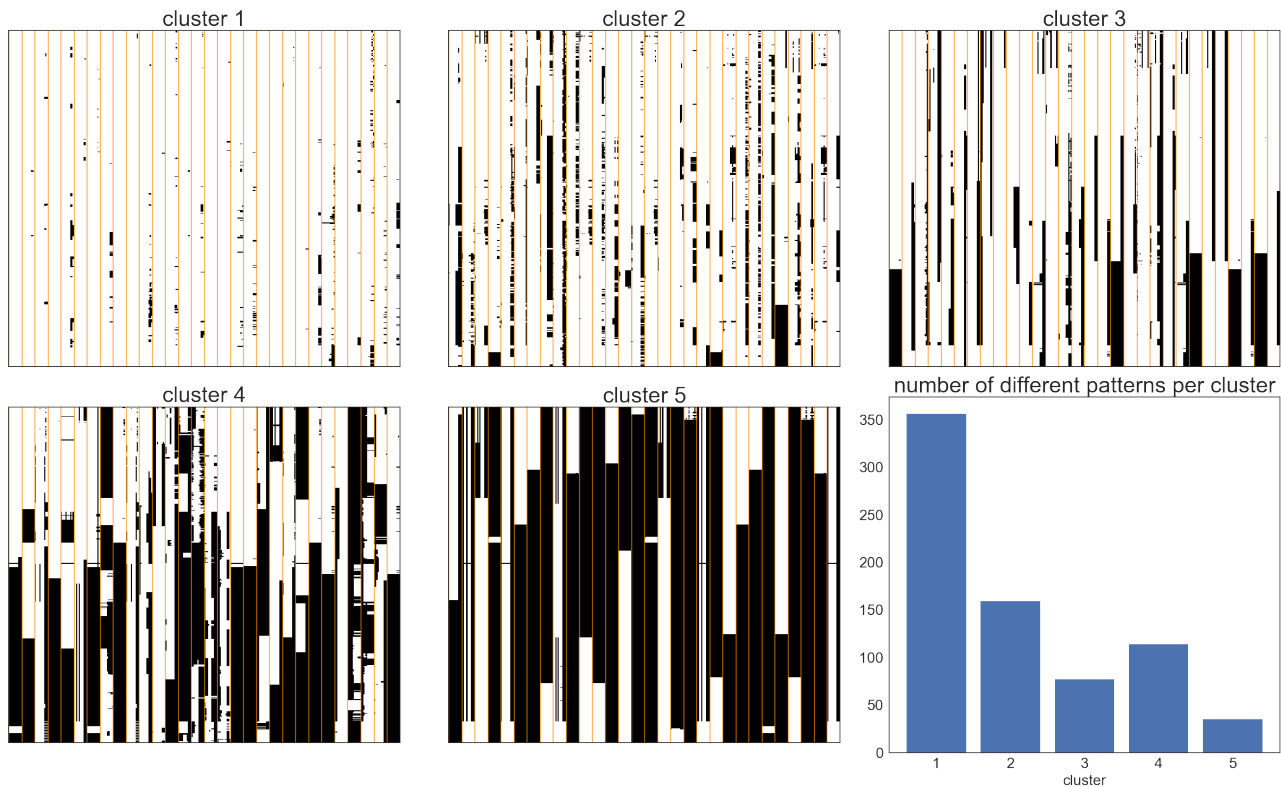 cluster 1
cluster 2
cluster 3
cluster 4
cluster 5
number of different patterns per cluster
350
300
250
200
150
100
50
0
1 2 3 4 5
cluster